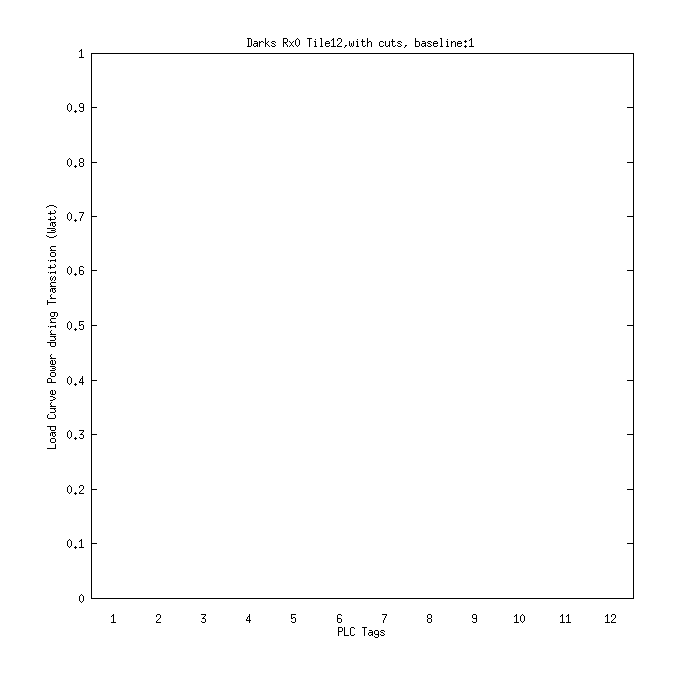 Darks Rx0 Tile12,with cuts, baseline:1
1
0.9
0.8
0.7
0.6
0.5
0.4
0.3
0.2
0.1
0
Load Curve Power during Transition (Watt)
1 2 3 4 5 6 7 8 9 10 11 12
PLC Tags